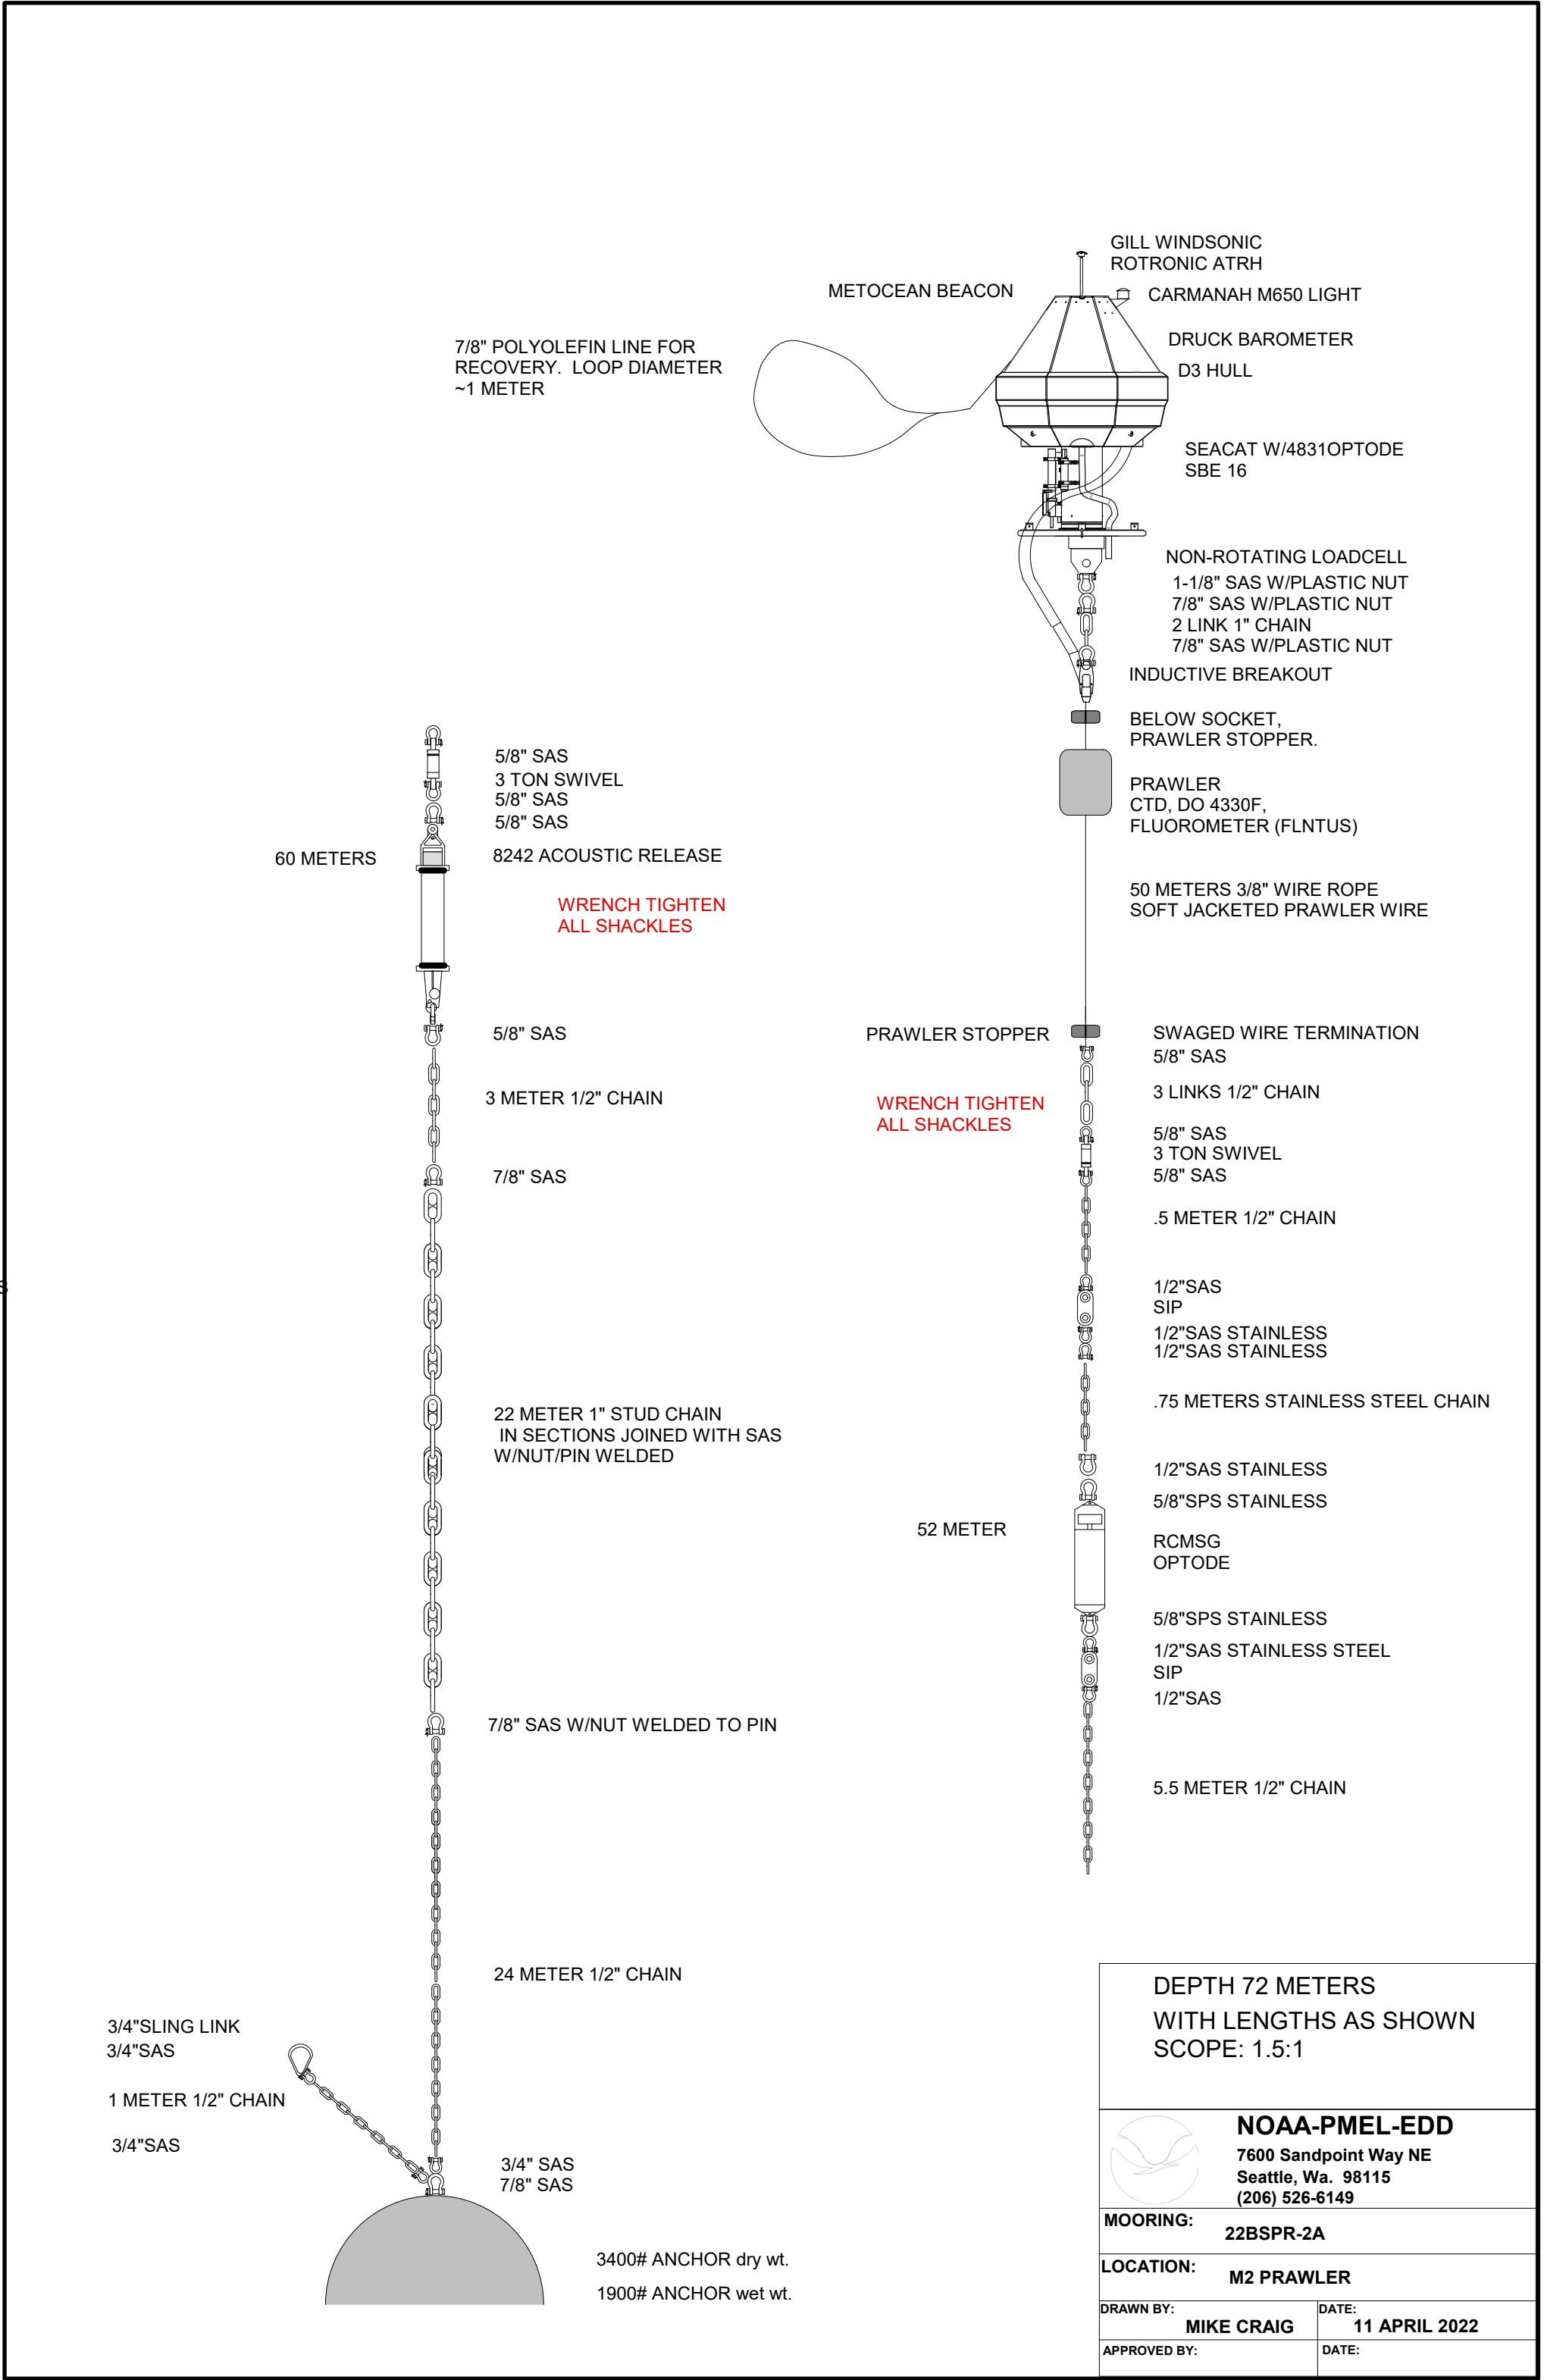 GILL WINDSONIC
ROTRONIC ATRH
METOCEAN BEACON
CARMANAH M650 LIGHT
DRUCK BAROMETER
D3 HULL
7/8" POLYOLEFIN LINE FOR
RECOVERY. LOOP DIAMETER
~1 METER
SEACAT W/4831OPTODE
SBE 16
NON-ROTATING LOADCELL
1-1/8" SAS W/PLASTIC NUT
7/8" SAS W/PLASTIC NUT
2 LINK 1" CHAIN
7/8" SAS W/PLASTIC NUT
INDUCTIVE BREAKOUT
BELOW SOCKET,
PRAWLER STOPPER.
PRAWLER
CTD, DO 4330F,
FLUOROMETER (FLNTUS)
50 METERS 3/8" WIRE ROPE
SOFT JACKETED PRAWLER WIRE
PRAWLER STOPPER
SWAGED WIRE TERMINATION
5/8" SAS
3 LINKS 1/2" CHAIN
WRENCH TIGHTEN
ALL SHACKLES
5/8" SAS
3 TON SWIVEL
5/8" SAS
.5 METER 1/2" CHAIN
1/2"SAS
SIP
1/2"SAS STAINLESS
1/2"SAS STAINLESS
.75 METERS STAINLESS STEEL CHAIN
1/2"SAS STAINLESS
5/8"SPS STAINLESS
52 METER
RCMSG
OPTODE
5/8"SPS STAINLESS
1/2"SAS STAINLESS STEEL
SIP
1/2"SAS
5.5 METER 1/2" CHAIN
5/8" SAS
3 TON SWIVEL
5/8" SAS
5/8" SAS
60 METERS
8242 ACOUSTIC RELEASE
WRENCH TIGHTEN
ALL SHACKLES
5/8" SAS
3 METER 1/2" CHAIN
7/8" SAS
S
22 METER 1" STUD CHAIN
IN SECTIONS JOINED WITH SAS
W/NUT/PIN WELDED
7/8" SAS W/NUT WELDED TO PIN
24 METER 1/2" CHAIN
3/4"SLING LINK
3/4"SAS
1 METER 1/2" CHAIN
3/4"SAS
3/4" SAS
7/8" SAS
3400# ANCHOR dry wt.
1900# ANCHOR wet wt.
DEPTH 72 METERS
WITH LENGTHS AS SHOWN
SCOPE: 1.5:1
NOAA-PMEL-EDD
7600 Sandpoint Way NE
Seattle, Wa. 98115
(206) 526-6149
MOORING: 22BSPR-2A
LOCATION: M2 PRAWLER
DRAWN BY: MIKE CRAIG
DATE: 11 APRIL 2022
APPROVED BY:
DATE: